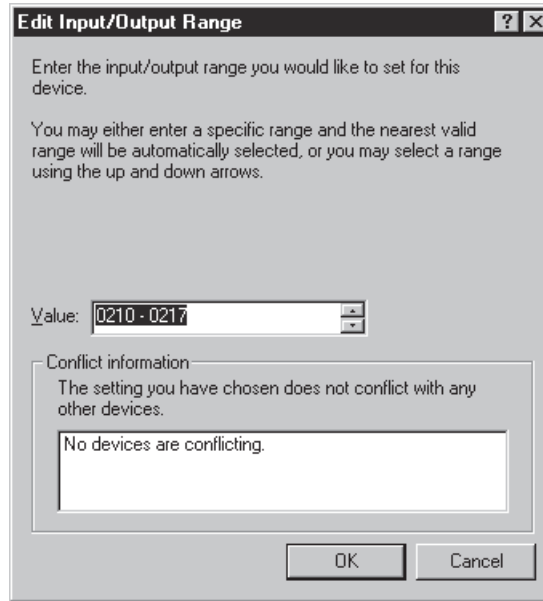 Edit Input/Output Range
Enter the input/output range you would like to set for this
device.
You may either enter a specific range and the nearest valid
range will be automatically selected, or you may select a range
using the up and down arrows.
Value: 0210 - 0217
Conflict information
The setting you have chosen does not conflict with any
other devices.
No devices are conflicting.
OK Cancel